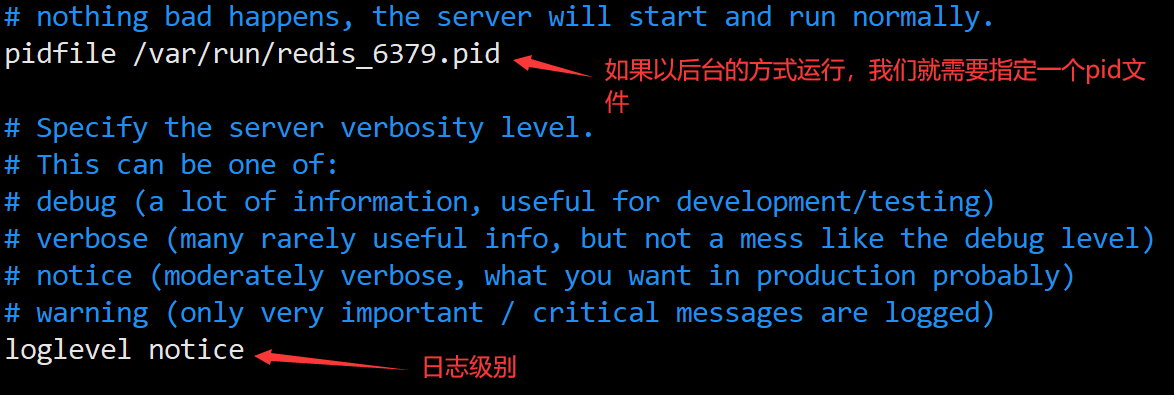 # nothing bad happens, the server will start and run normally.
pidfile /var/run/redis_6379.pid
如果以后台的方式运行，我们就需要指定一个pid文
件
# Specify the server verbosity level.
# This can be one of:
# debug (a lot of information, useful for development/testing)
# verbose (many rarely useful info, but not a mess like the debug level)
# notice (moderately verbose, what you want in production probably)
# warning (only very important / critical messages are logged)
loglevel notice
日志级别